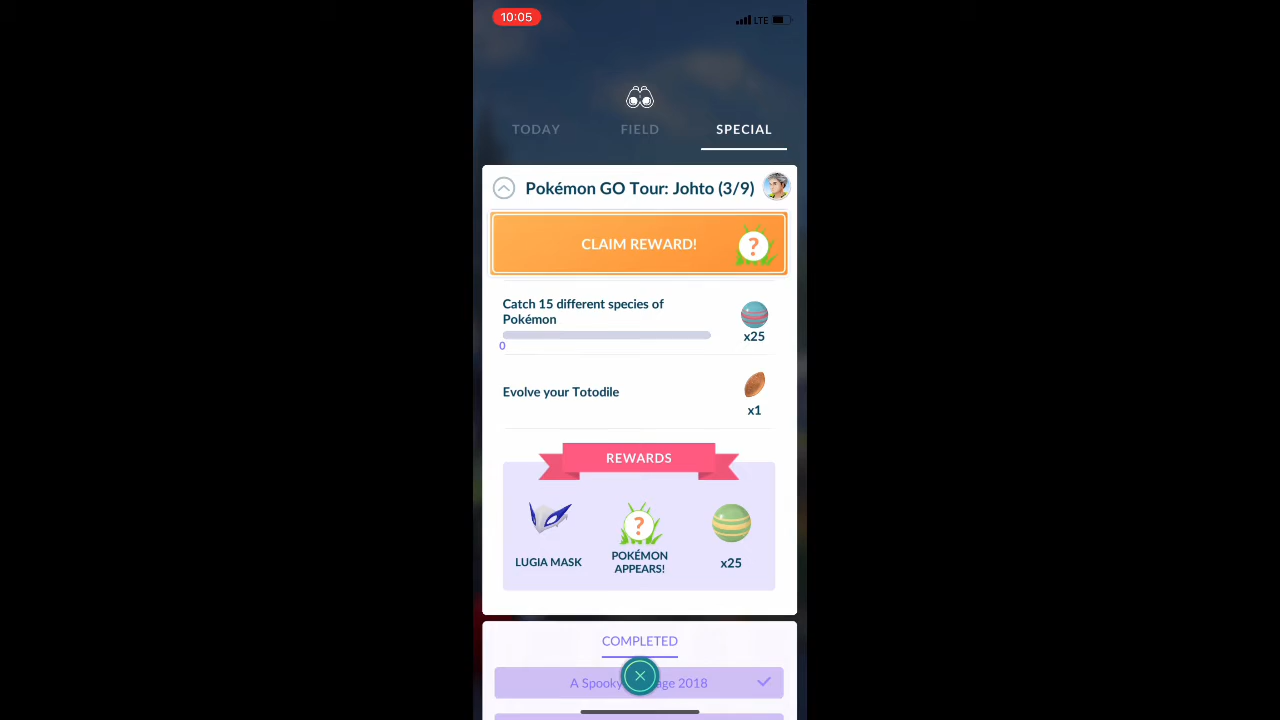 10:05
LTE
TODAY FIELD SPECIAL
Pokémon GO Tour: Johto (3/9)
CLAIM REWARD!
?
Catch 15 different species of
Pokémon
x25
0
Evolve your Totodile
x1
REWARDS
?
LUGIA MASK
POKÉMON
APPEARS!
x25
COMPLETED
A Spooky age 2018